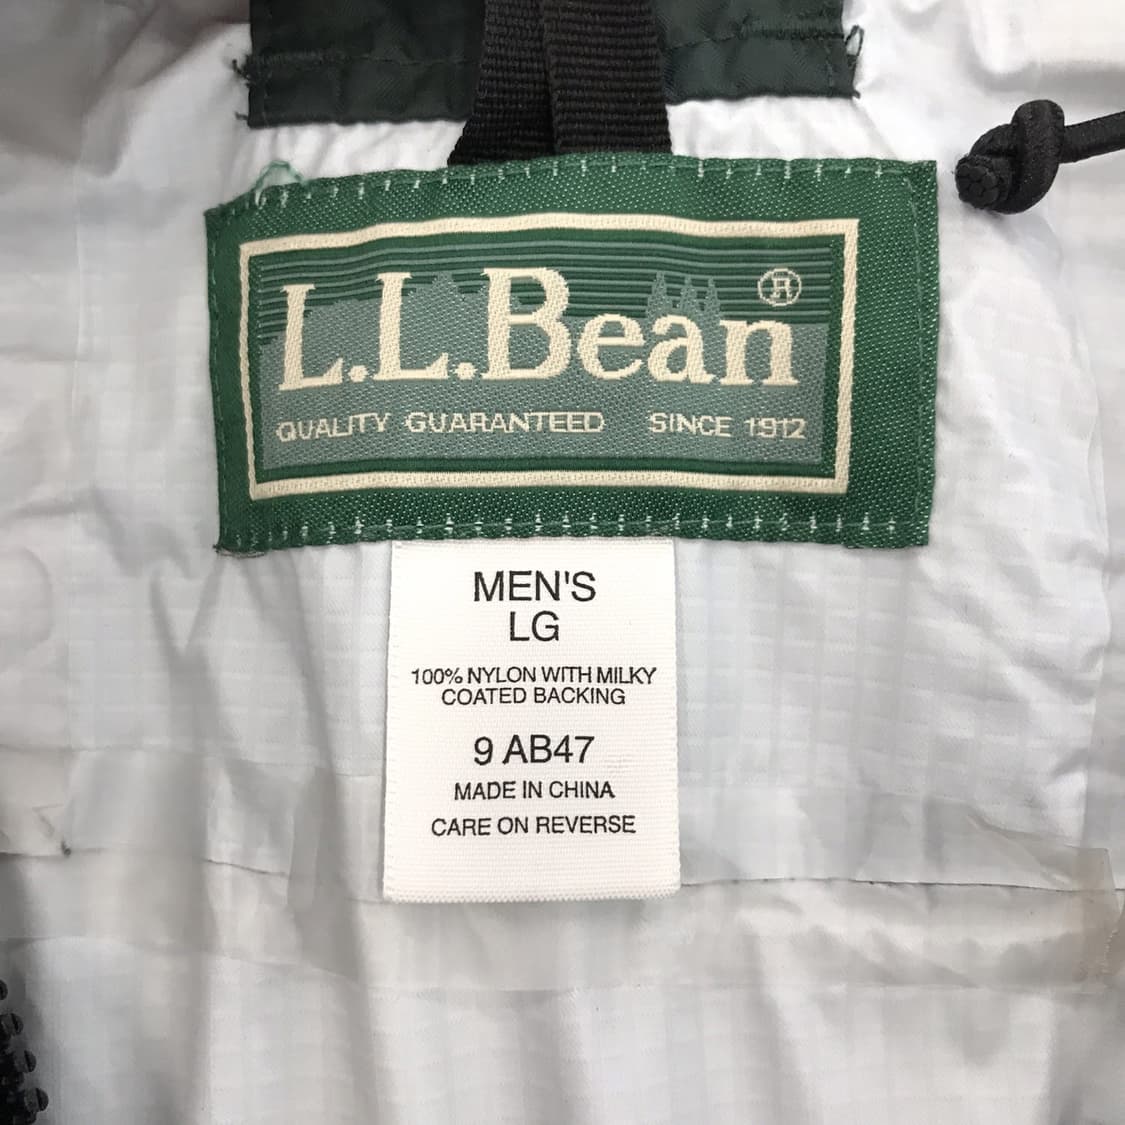 L.L.Bean®
QUALITY GUARANTEED SINCE 1912
MEN'S
LG
100% NYLON WITH MILKY
COATED BACKING
9 AB47
MADE IN CHINA
CARE ON REVERSE